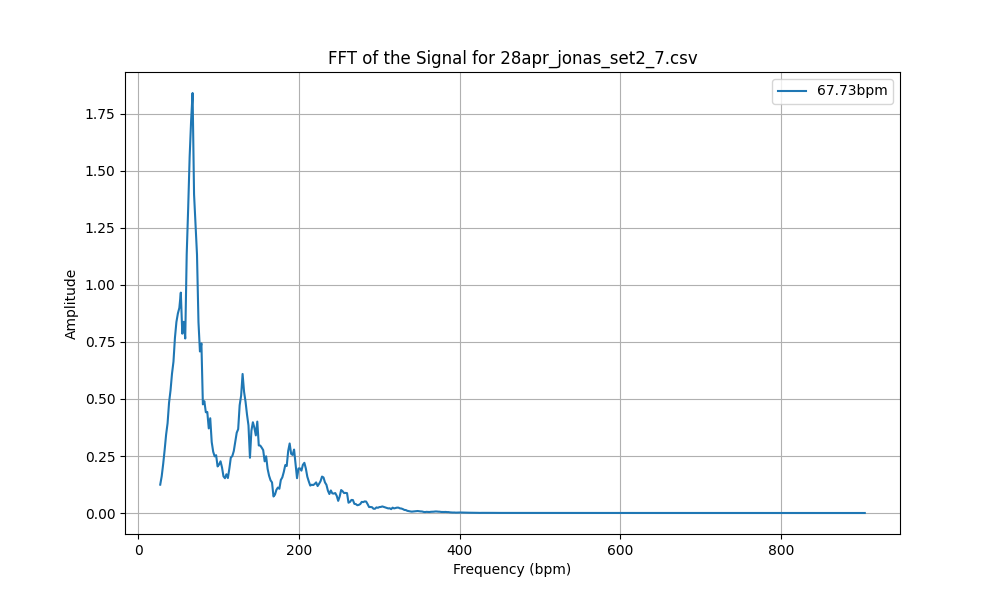 FFT of the Signal for 28apr_jonas_set2_7.csv
67.73bpm
Amplitude
1.75
1.50
1.25
1.00
0.75
0.50
0.25
0.00
0 200 400 600 800
Frequency (bpm)